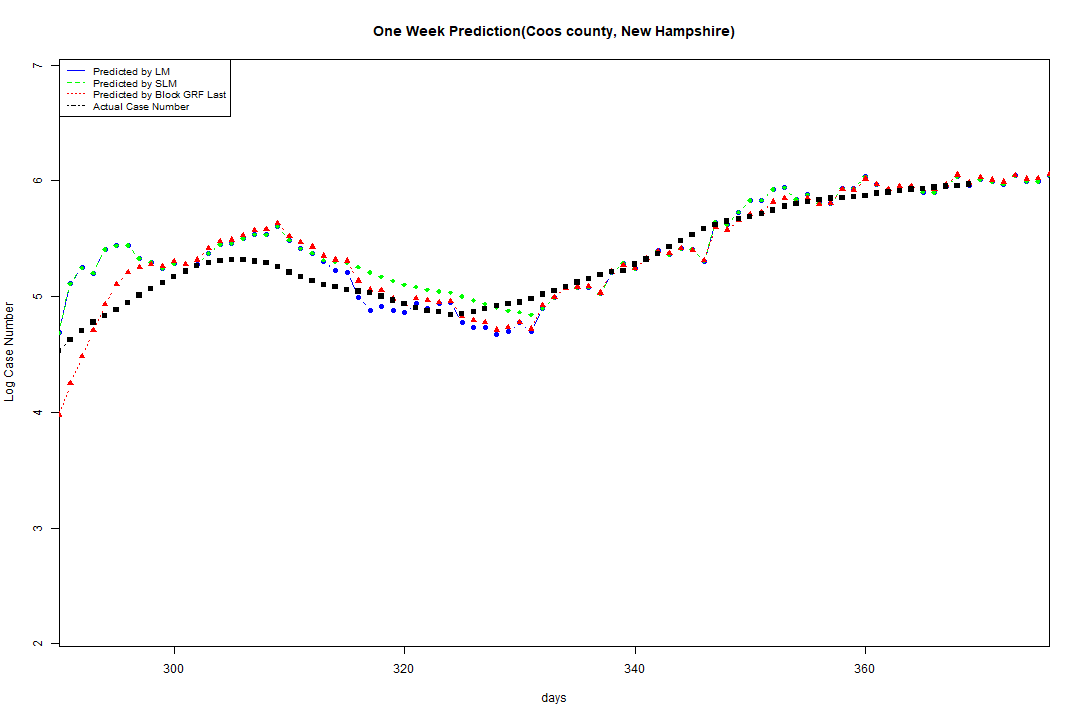 One Week Prediction(Coos county, New Hampshire)
Predicted by LM
Predicted by SLM
Predicted by Block GRF Last
Actual Case Number
7
6
5
4
3
2
Log Case Number
300 320 340 360
days